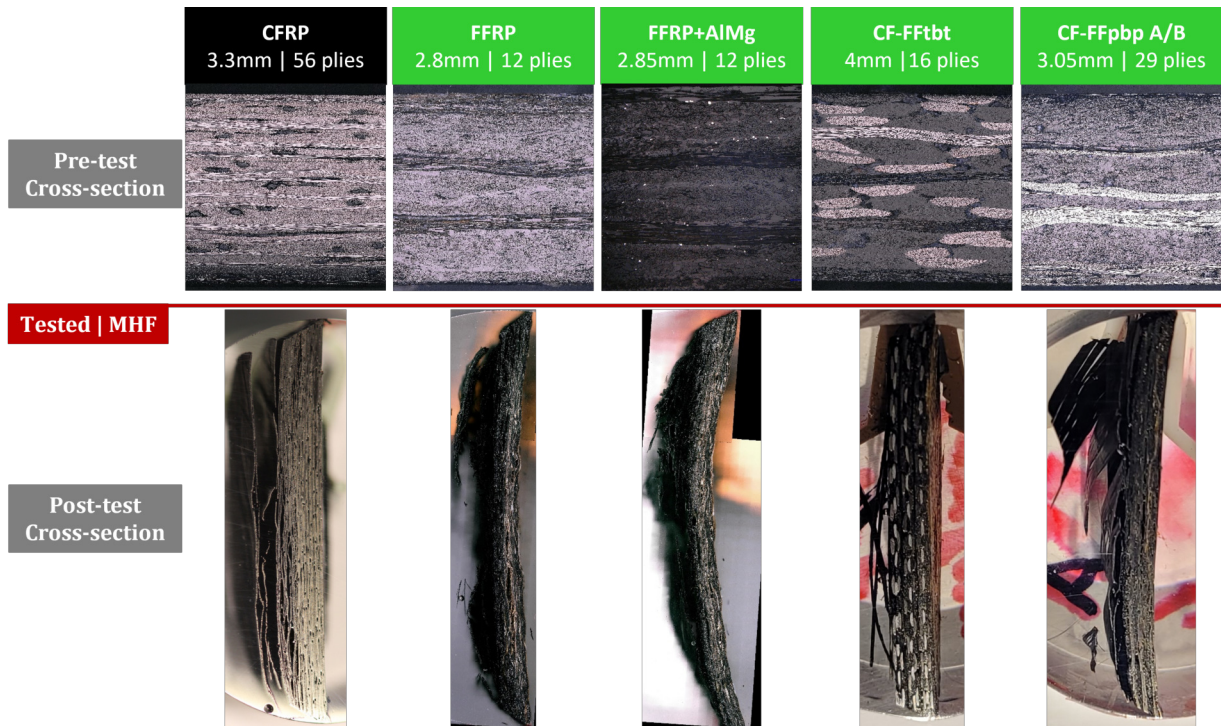 CFRP
3.3mm | 56 plies
FFRP
2.8mm | 12 plies
FFRP+AlMg
2.85mm | 12 plies
CF-FFtbt
4mm |16 plies
CF-FFpbp A/B
3.05mm | 29 plies
Pre-test
Cross-section
Tested | MHF
Post-test
Cross-section